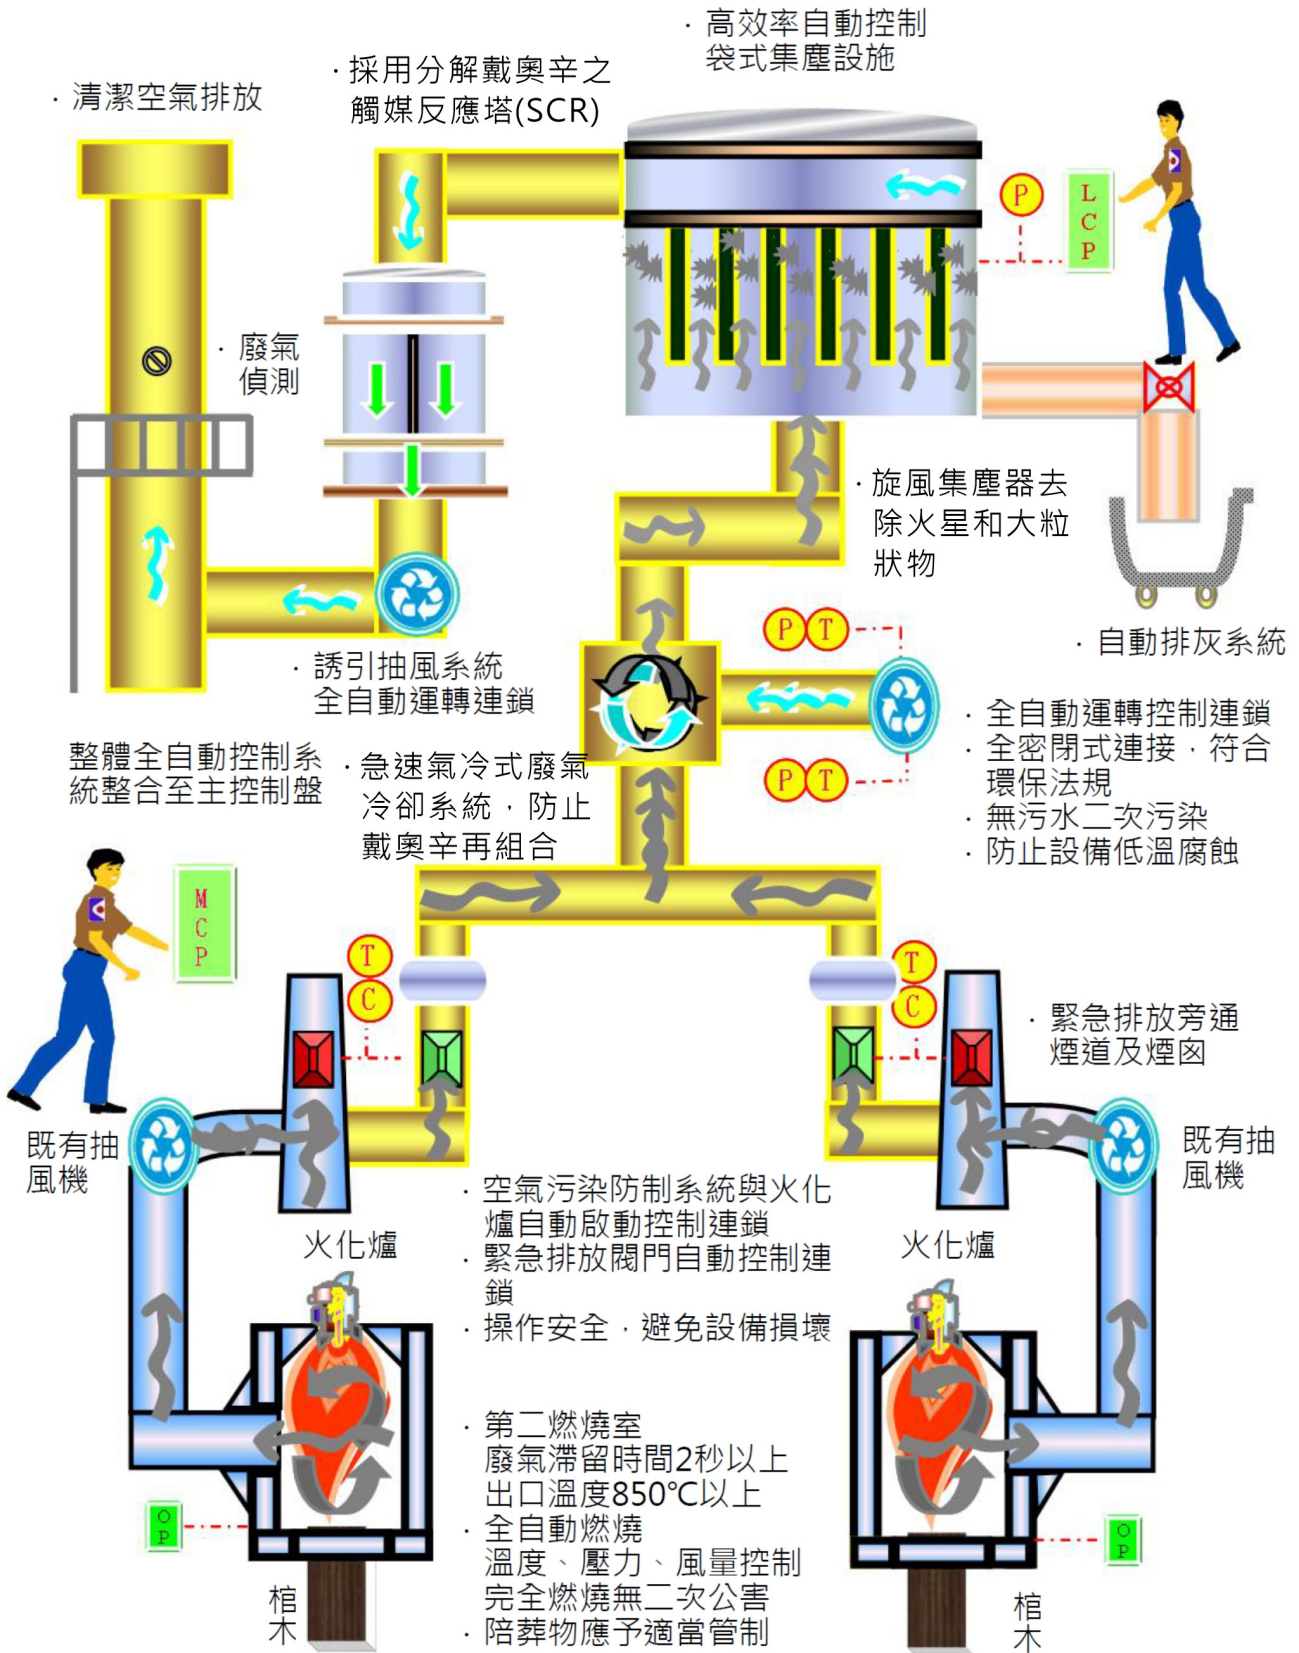 · 高效率自動控制
袋式集塵設施
· 採用分解戴奧辛之
觸媒反應塔(SCR)
· 清潔空氣排放
P
L
C
P
· 廢氣
偵測
· 旋風集塵器去
除火星和大粒
狀物
P T
· 自動排灰系統
· 誘引抽風系統
全自動運轉連鎖
· 全自動運轉控制連鎖
· 全密閉式連接，符合
環保法規
· 無污水二次污染
· 防止設備低溫腐蝕
P T
整體全自動控制系
統整合至主控制盤
· 急速氣冷式廢氣
冷卻系統，防止
戴奧辛再組合
M
C
P
T
C
T
C
· 緊急排放旁通
煙道及煙囪
既有抽
風機
既有抽
風機
· 空氣污染防制系統與火化
爐自動啟動控制連鎖
· 緊急排放閥門自動控制連
鎖
· 操作安全，避免設備損壞
火化爐
火化爐
· 第二燃燒室
廢氣滯留時間2秒以上
出口溫度850℃以上
· 全自動燃燒
溫度、壓力、風量控制
完全燃燒無二次公害
· 陪葬物應予適當管制
O
P
O
P
棺
木
棺
木